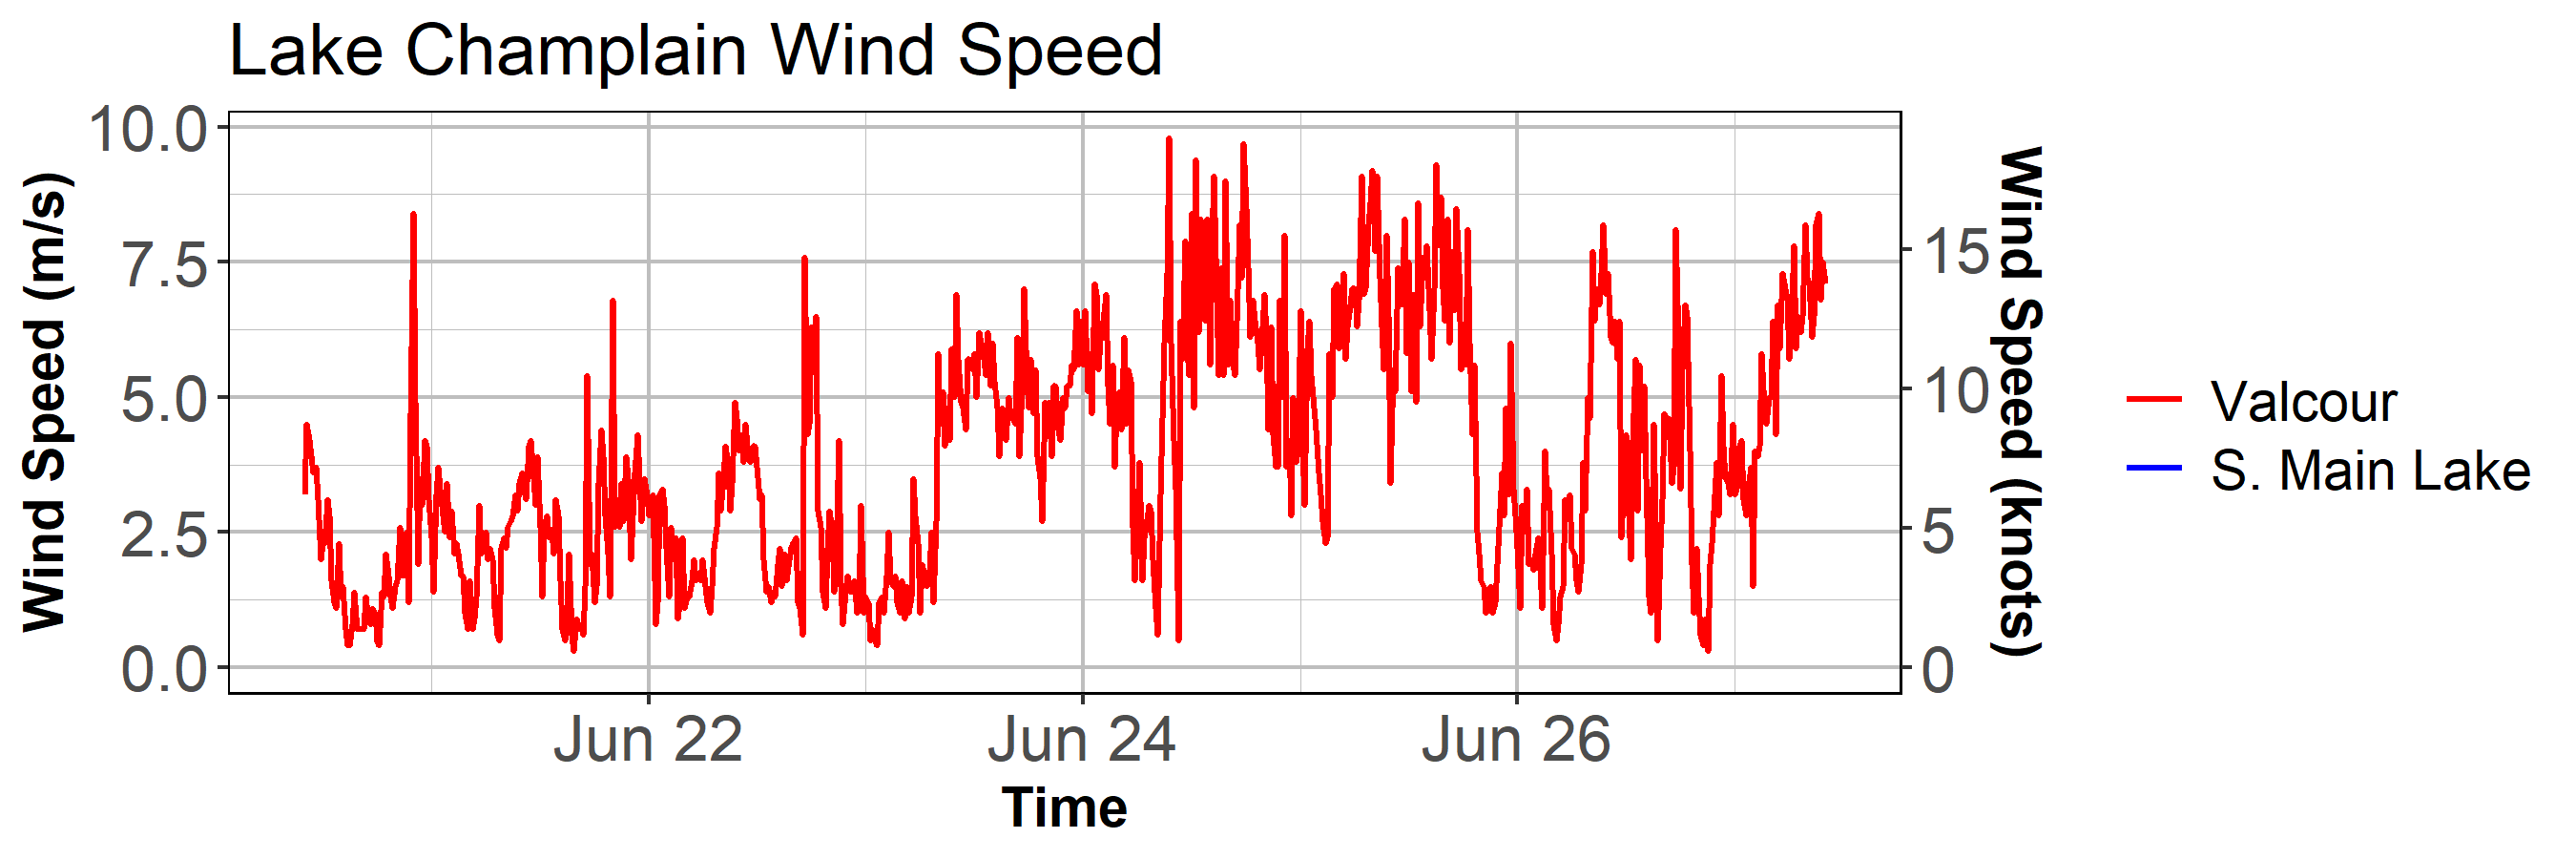 Lake Champlain Wind Speed
Wind Speed (m/s)
10.0
7.5
5.0
2.5
0.0
15
10
5
0
Wind Speed (knots)
Jun 22
Jun 24
Jun 26
Time
Valcour
S. Main Lake